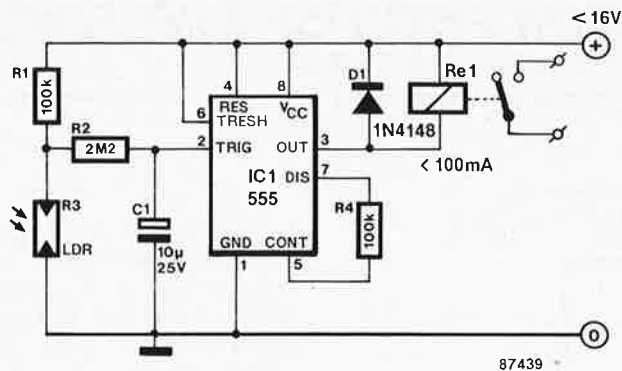 < 16V
+
R1
100k
R2
2M2
R3
LDR
C1
10µ
25V
4
8
RES
VCC
6
TRESH
2
TRIG
OUT
3
IC1
555
DIS
7
GND
CONT
1
5
R4
100k
D1
1N4148
Re1
< 100mA
0
87439